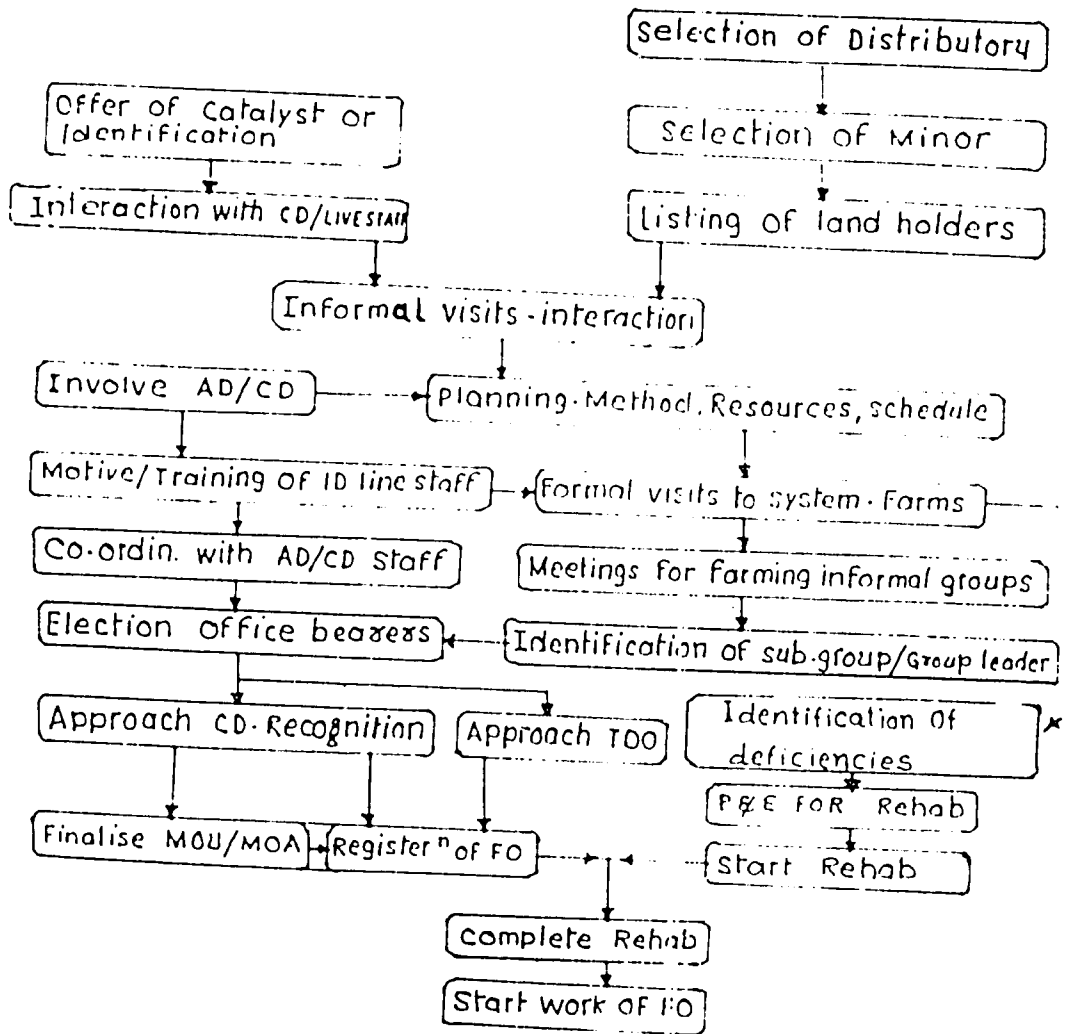 Selection of Distributory
Offer of Catalyst or
Identification
Selection of Minor
Interaction with CD/
Listing of land holders
Informal visits - interaction
Involve AD/CD
Planning. Method, Resources, schedule
Motive/Training of ID line staff
Formal visits to system. Farms
Co-ordin. with AD/CD Staff
Meetings for farming informal groups
Election office bearers
Identification of sub-group/Group leader
Approach CD. Recognition
Approach TDO
Identification of
deficiencies
P&E FOR Rehab
Finalise MOU/MOA
Registerⁿ of FO
Start Rehab
Complete Rehab
Start work of FO